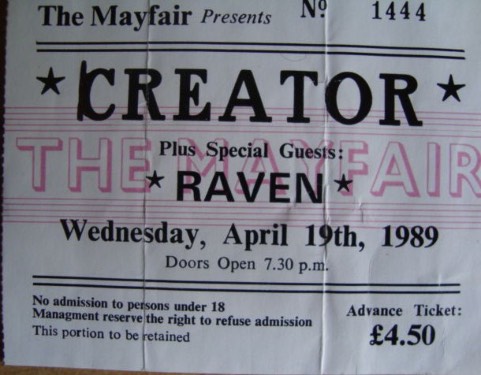 The Mayfair Presents Nº 1444
★ CREATOR ★
Plus Special Guests:
THE MAYFAIR
★ RAVEN ★
Wednesday, April 19th, 1989
Doors Open 7.30 p.m.
No admission to persons under 18
Managment reserve the right to refuse admission
This portion to be retained
Advance Ticket:
£4.50